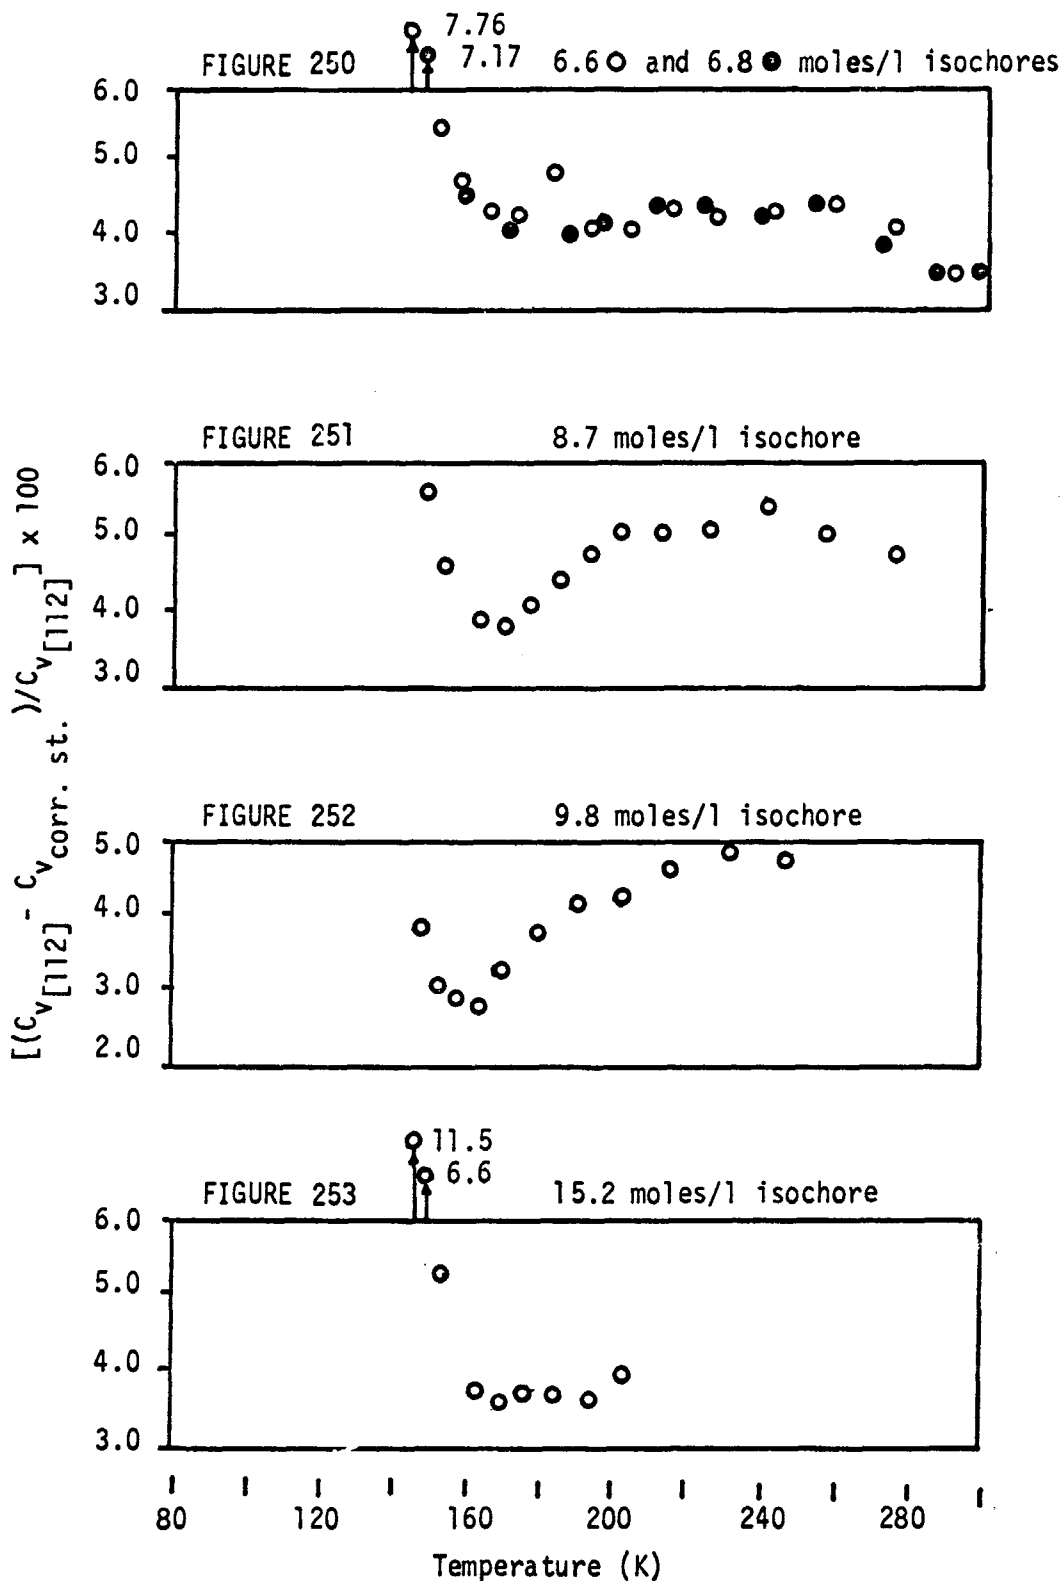 7.76
7.17
FIGURE 250
6.6 ○ and 6.8 ● moles/l isochores
6.0
5.0
4.0
3.0
FIGURE 251
8.7 moles/l isochore
6.0
5.0
4.0
3.0
[(Cv[112] - Cv corr. st. )/Cv[112] ] x 100
FIGURE 252
9.8 moles/l isochore
5.0
4.0
3.0
2.0
11.5
6.6
FIGURE 253
15.2 moles/l isochore
6.0
5.0
4.0
3.0
80 120 160 200 240 280
Temperature (K)